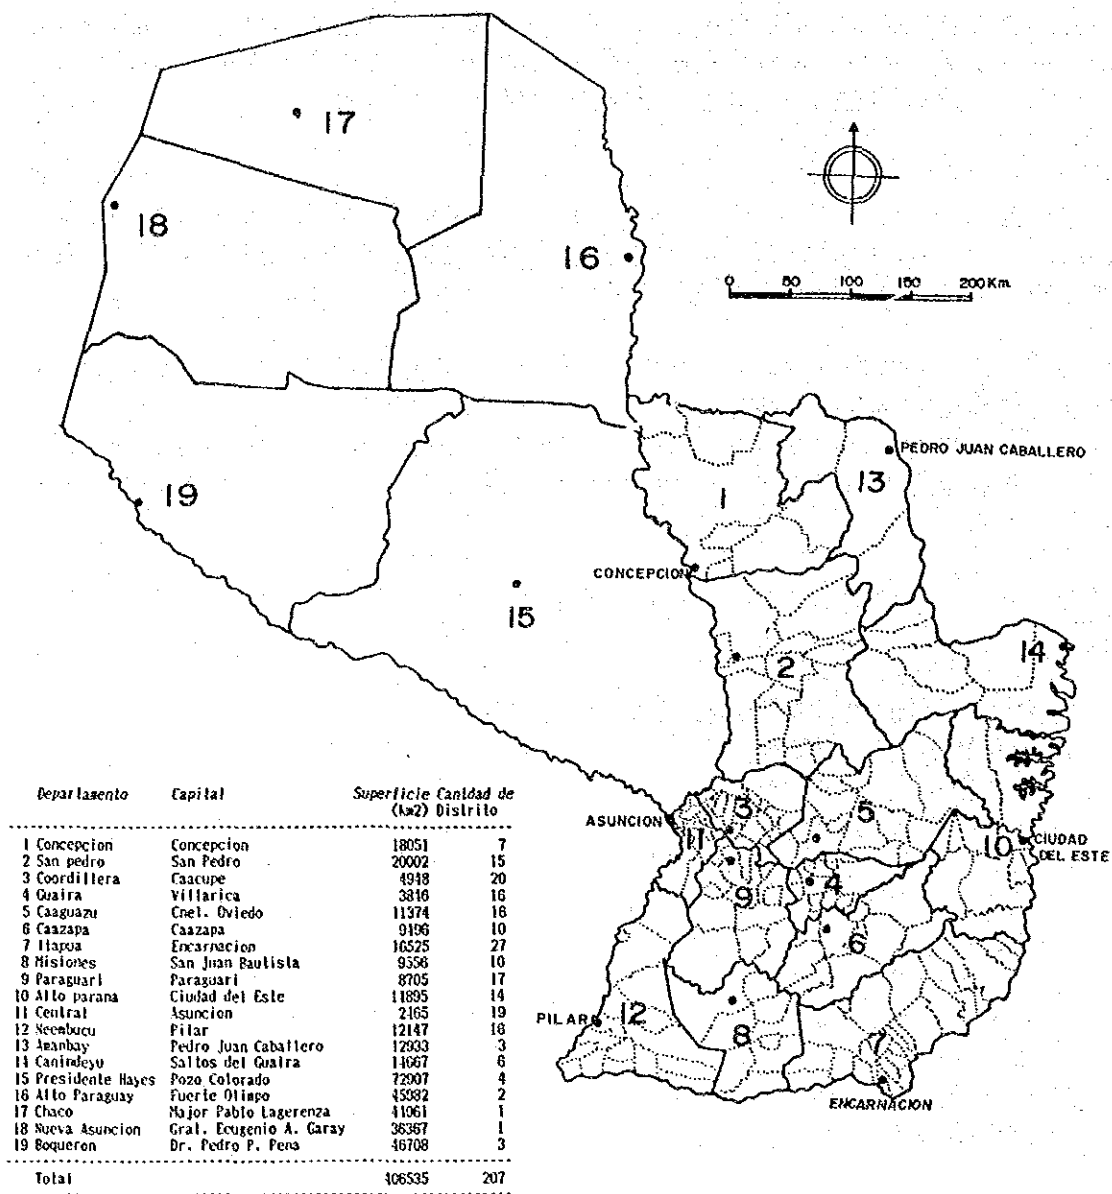 17
18
16
0 50 100 150 200 Km.
PEDRO JUAN CABALLERO
13
1
19
CONCEPCION
15
2
14
Departamento Capital Superficie Cantidad de
(km2) Distrito
3
5
ASUNCION
11
10
CIUDAD
DEL ESTE
4
9
6
PILAR
12
8
7
ENCARNACION
1 Concepcion Concepcion 18051 7
2 San pedro San Pedro 20002 15
3 Coordillera Caacupe 4948 20
4 Guaira Villarica 3846 16
5 Caaguazu Cnel. Oviedo 11374 16
6 Caazapa Caazapa 9496 10
7 Itapua Encarnacion 16525 27
8 Misiones San Juan Bautista 9556 10
9 Paraguari Paraguari 8705 17
10 Alto parana Ciudad del Este 14895 14
11 Central Asuncion 2465 19
12 Neembucu Pilar 12147 16
13 Amanbay Pedro Juan Caballero 12933 3
14 Canindeyu Saltos del Guaira 14667 6
15 Presidente Hayes Pozo Colorado 72907 4
16 Alto Paraguay Fuerte Olimpo 45982 2
17 Chaco Major Pablo Lagerenza 41061 1
18 Nueva Asuncion Gral. Eeugenio A. Garay 36367 1
19 Boqueron Dr. Pedro P. Pena 46708 3
Total 406535 207